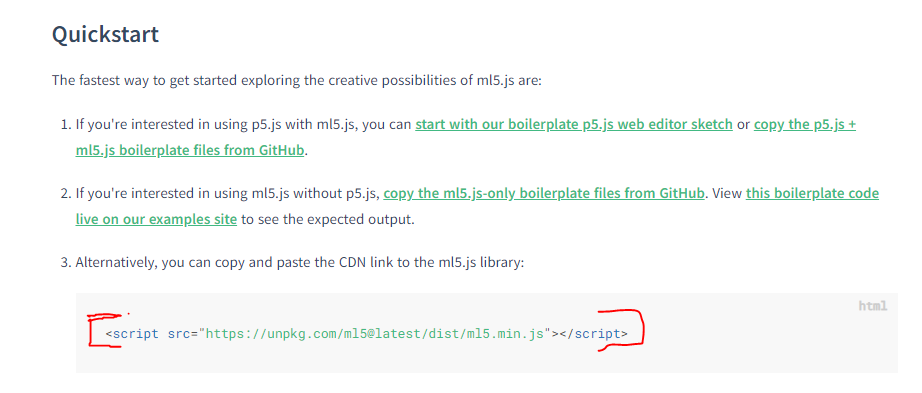 Quickstart
The fastest way to get started exploring the creative possibilities of ml5.js are:
1. If you're interested in using p5.js with ml5.js, you can start with our boilerplate p5.js web editor sketch or copy the p5.js +
ml5.js boilerplate files from GitHub.
2. If you're interested in using ml5.js without p5.js, copy the ml5.js-only boilerplate files from GitHub. View this boilerplate code
live on our examples site to see the expected output.
3. Alternatively, you can copy and paste the CDN link to the ml5.js library:
html
<script src="https://unpkg.com/ml5@latest/dist/ml5.min.js"></script>